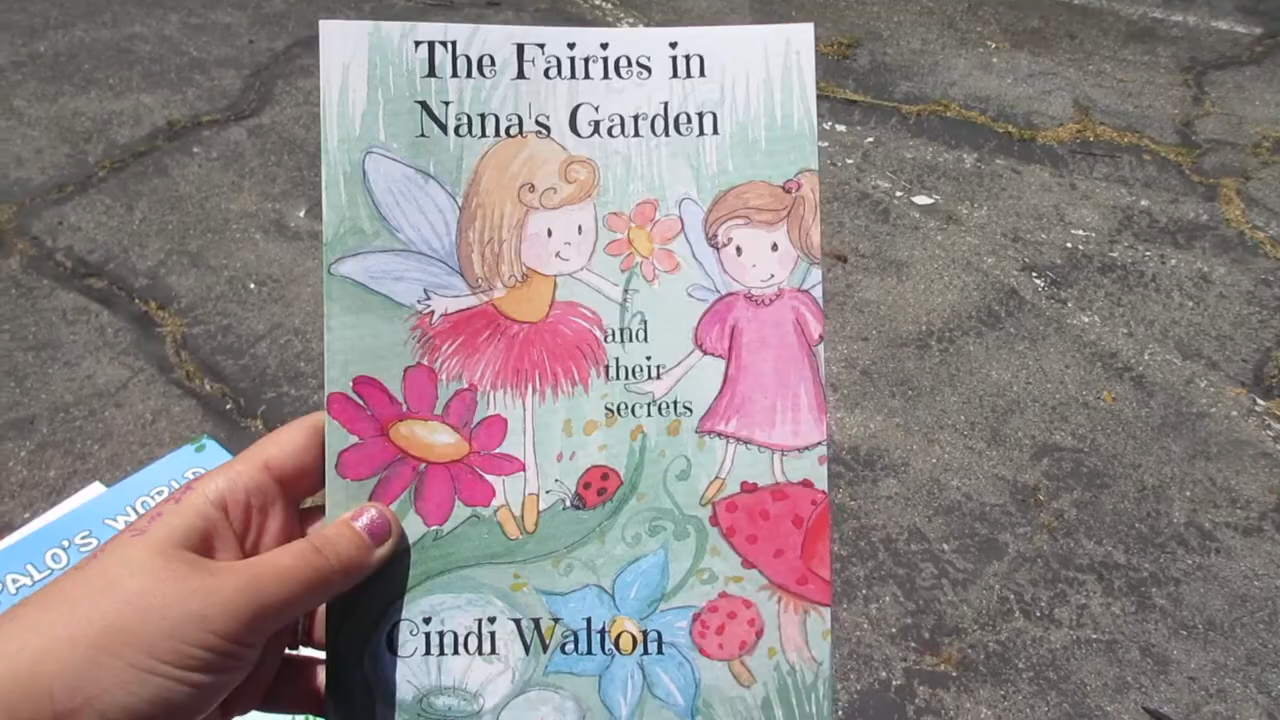 The Fairies in
Nana's Garden
and
their
secrets
Cindi Walton
ALO'S WORLD